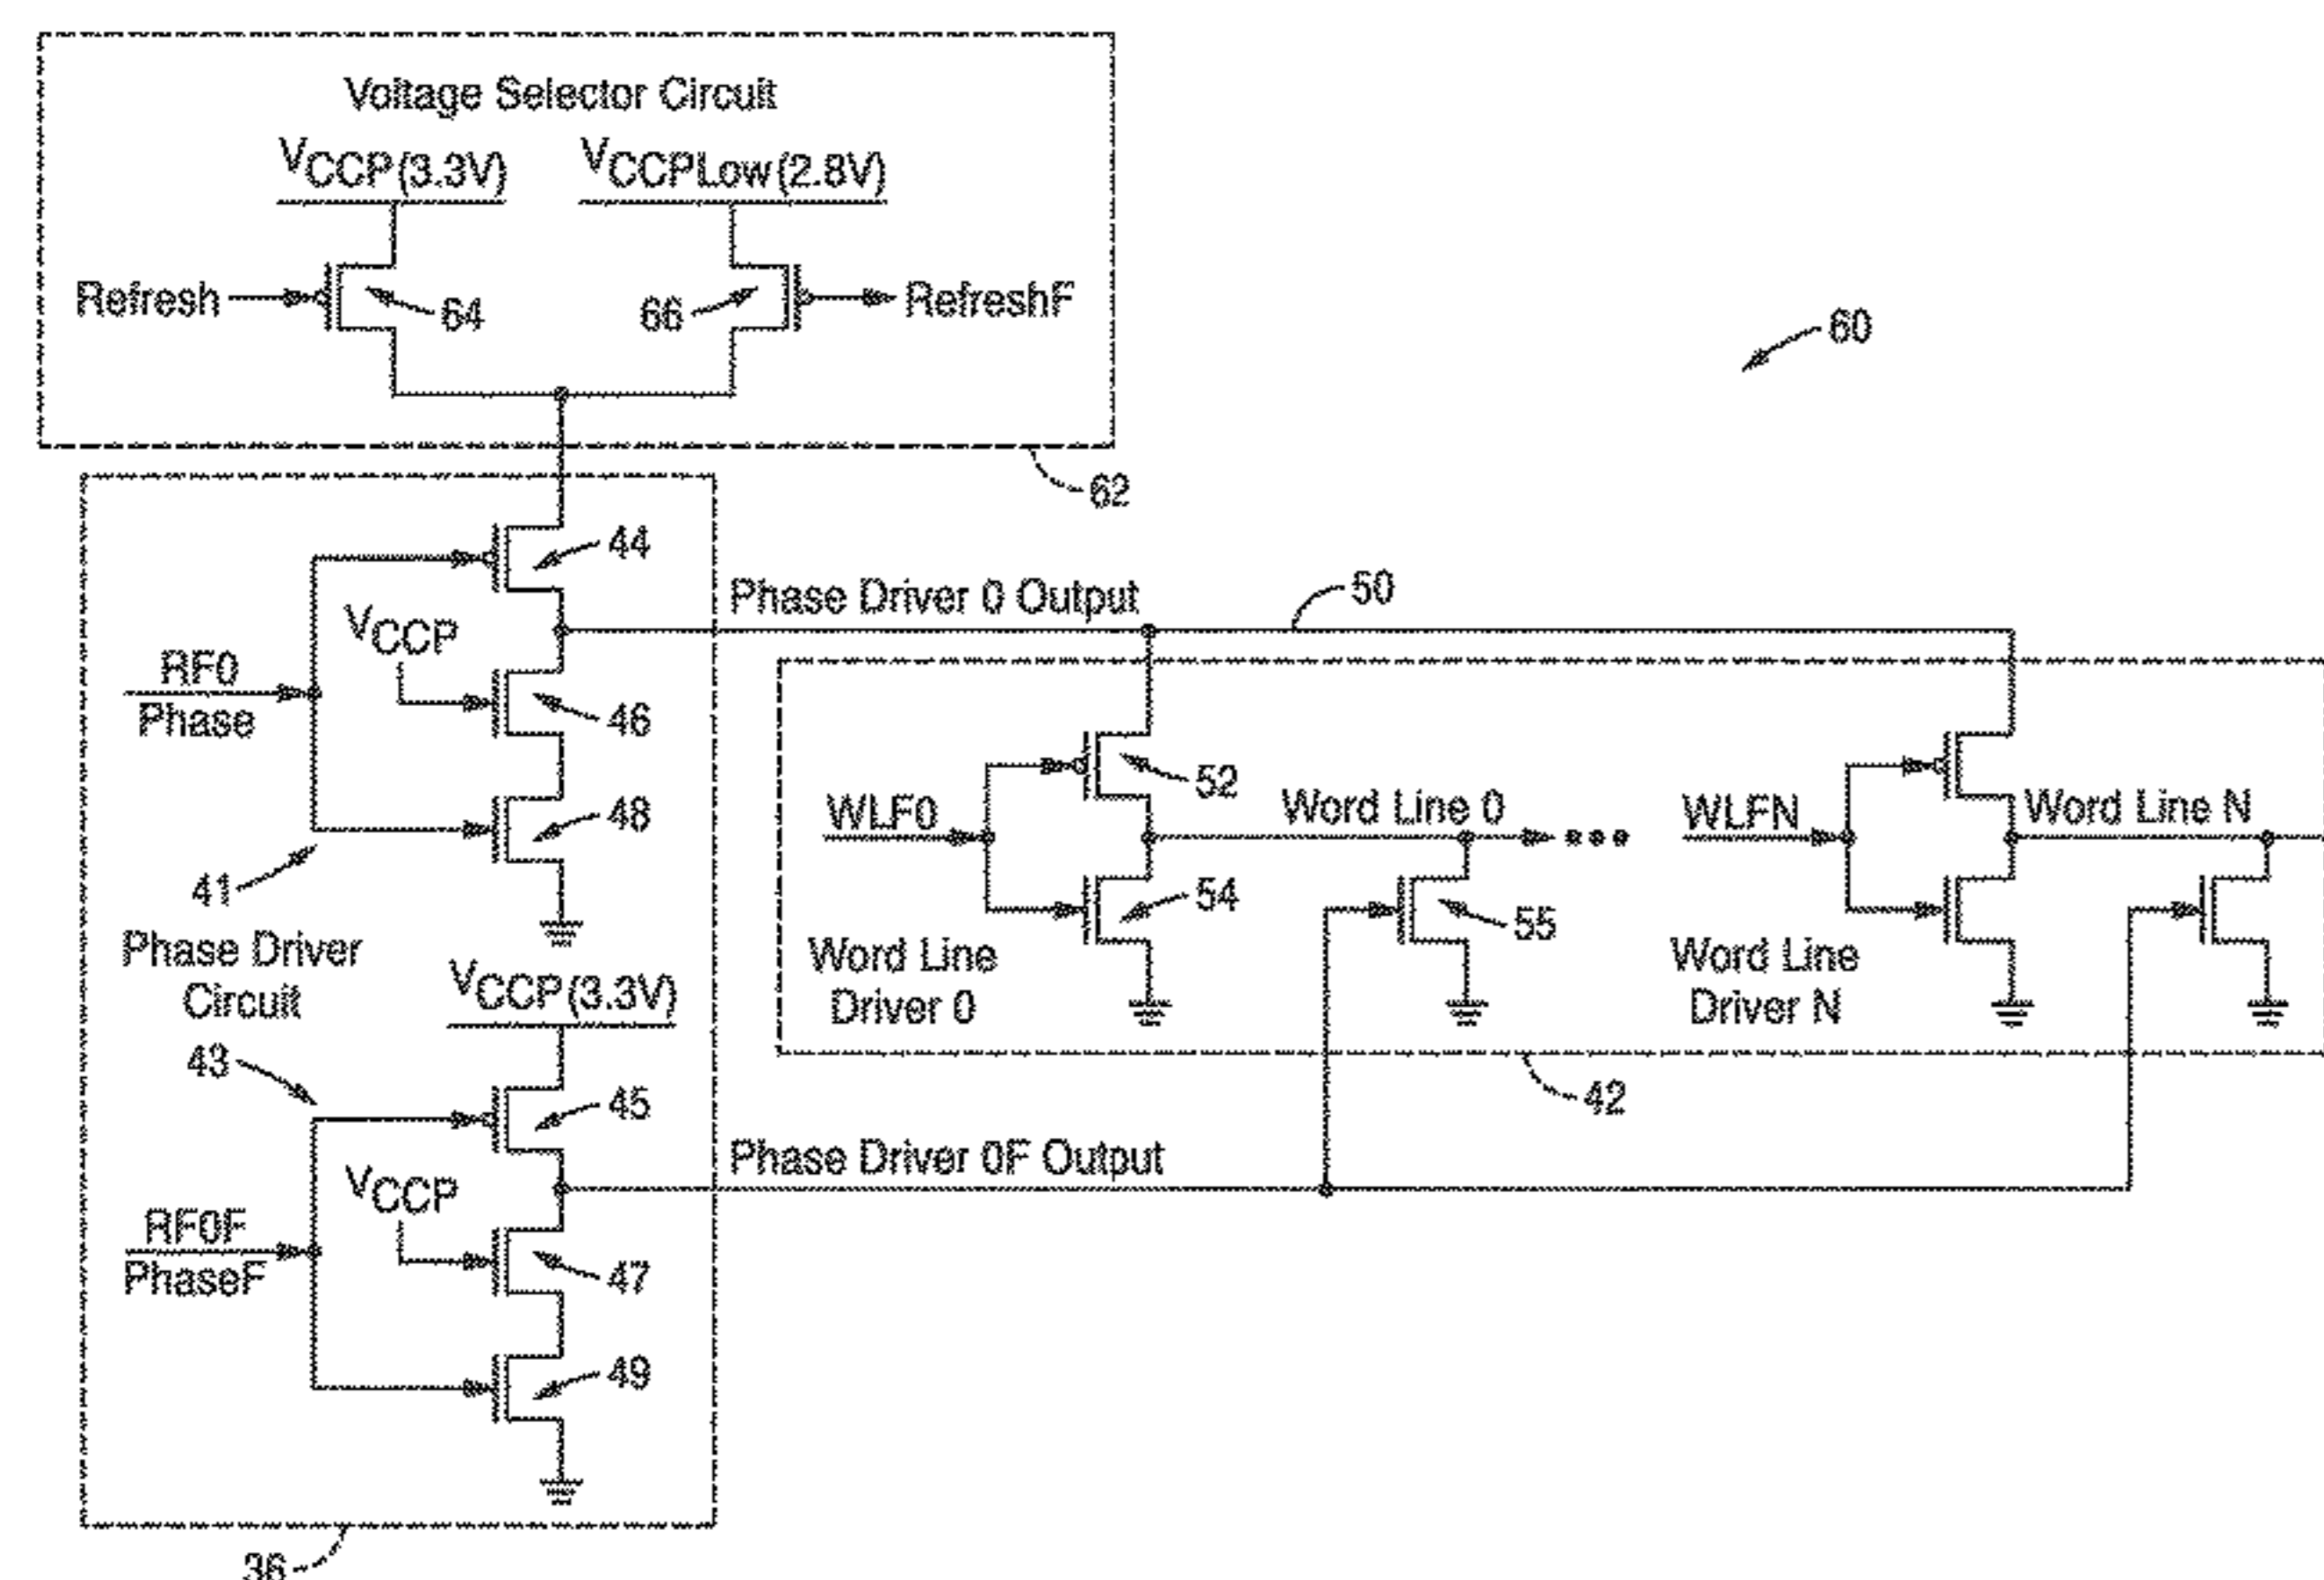 Voltage Selector Circuit
VCCP(3.3V)
VCCPLow(2.8V)
Refresh
64
66
RefreshF
60
62
44
Phase Driver 0 Output
50
VCCP
RF0
Phase
46
48
41
Phase Driver
Circuit
WLF0
52
Word Line 0
WLFN
Word Line N
54
55
Word Line
Driver 0
Word Line
Driver N
42
VCCP(3.3V)
43
45
Phase Driver 0F Output
VCCP
RF0F
PhaseF
47
49
36